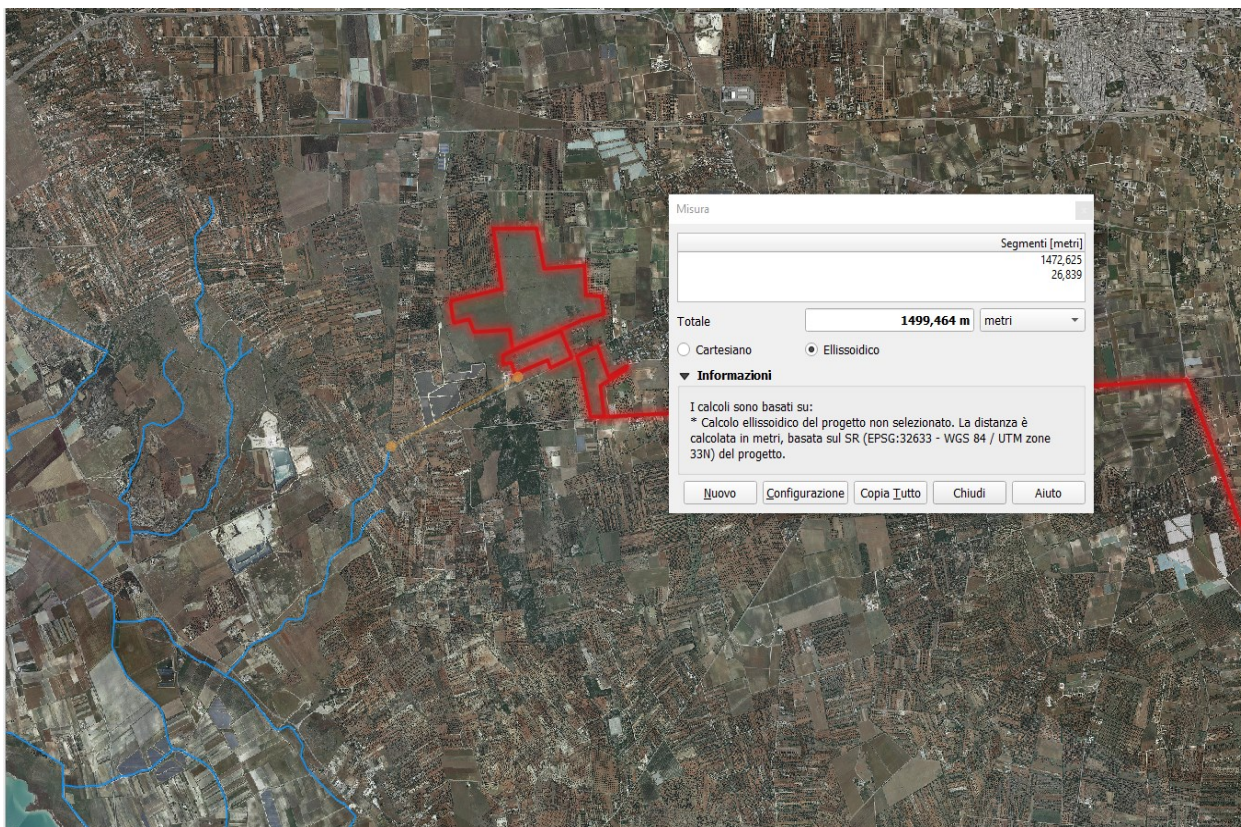 Misura
Segmenti [metri]
1472,625
26,839
Totale
1499,464 m
metri
Cartesiano
Ellissoidico
Informazioni
I calcoli sono basati su:
* Calcolo ellissoidico del progetto non selezionato. La distanza è
calcolata in metri, basata sul SR (EPSG:32633 - WGS 84 / UTM zone
33N) del progetto.
Nuovo
Configurazione
Copia Tutto
Chiudi
Aiuto